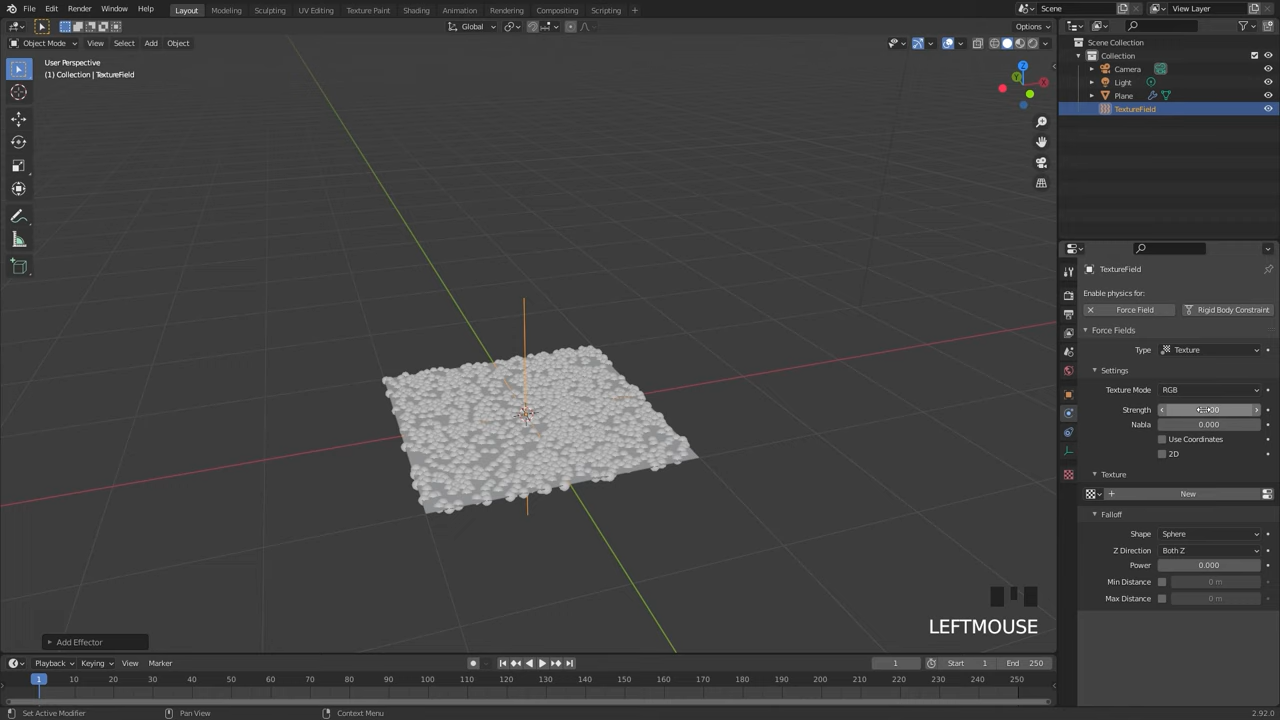 File Edit Render Window Help Layout Modeling Sculpting UV Editing Texture Paint Shading Animation Rendering Compositing Scripting Scene View Layer
Global Options
Object Mode View Select Add Object
User Perspective
(1) Collection | TextureField
Scene Collection
Collection
Camera
Light
Plane
TextureField
Z
Y
X
TextureField
Enable physics for:
Force Field Rigid Body Constraint
Force Fields
Type Texture
Settings
Texture Mode RGB
Strength
Nabla 0.000
Use Coordinates
2D
Texture
New
Falloff
Shape Sphere
Z Direction Both Z
Power 0.000
Min Distance 0 m
Max Distance 0 m
LEFTMOUSE
Add Effector
Playback Keying View Marker 1 Start 1 End 250
1 10 20 30 40 50 60 70 80 90 100 110 120 130 140 150 160 170 180 190 200 210 220 230 240 250
Set Active Modifier Pan View Context Menu 2.92.0